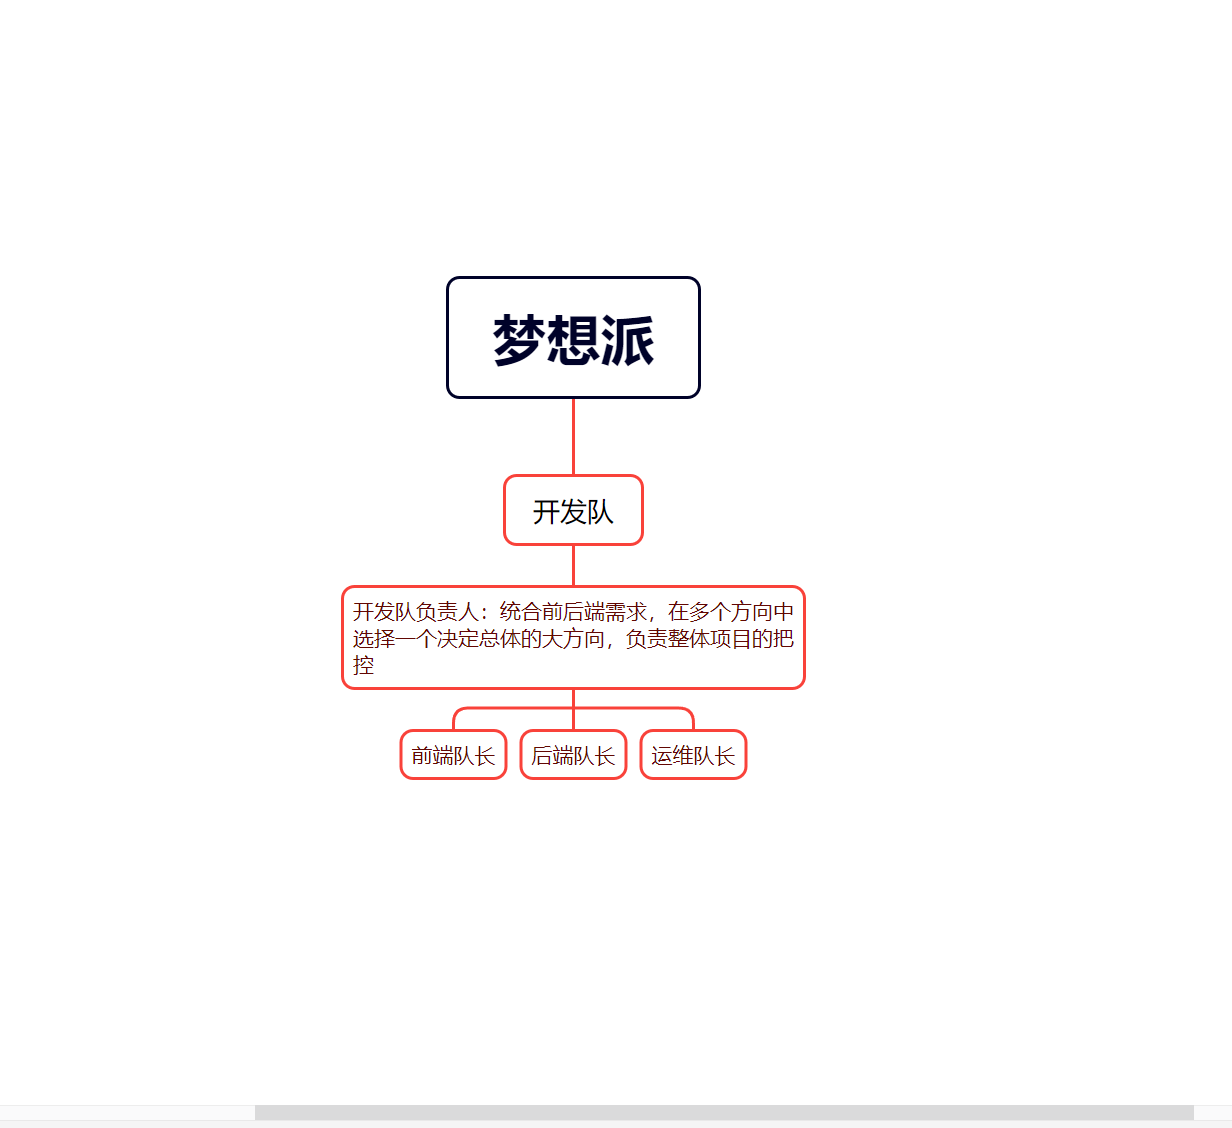 梦想派
开发队
开发队负责人：统合前后端需求，在多个方向中
选择一个决定总体的大方向，负责整体项目的把
控
前端队长
后端队长
运维队长